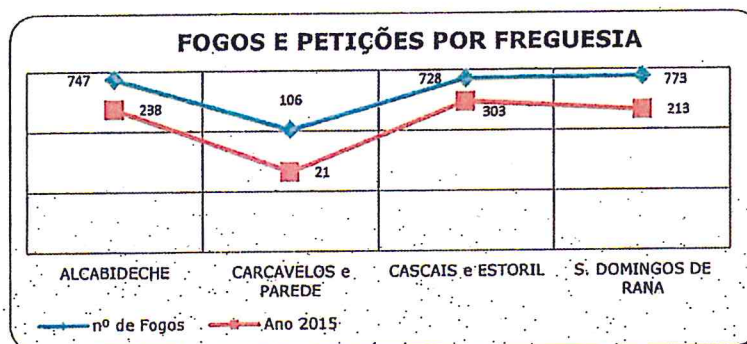 FOGOS E PETIÇÕES POR FREGUESIA
747
106
728
773
238
21
303
213
ALCABIDECHE
CARCAVELOS e
PAREDE
CASCAIS e ESTORIL
S. DOMINGOS DE
RANA
nº de Fogos
Ano 2015